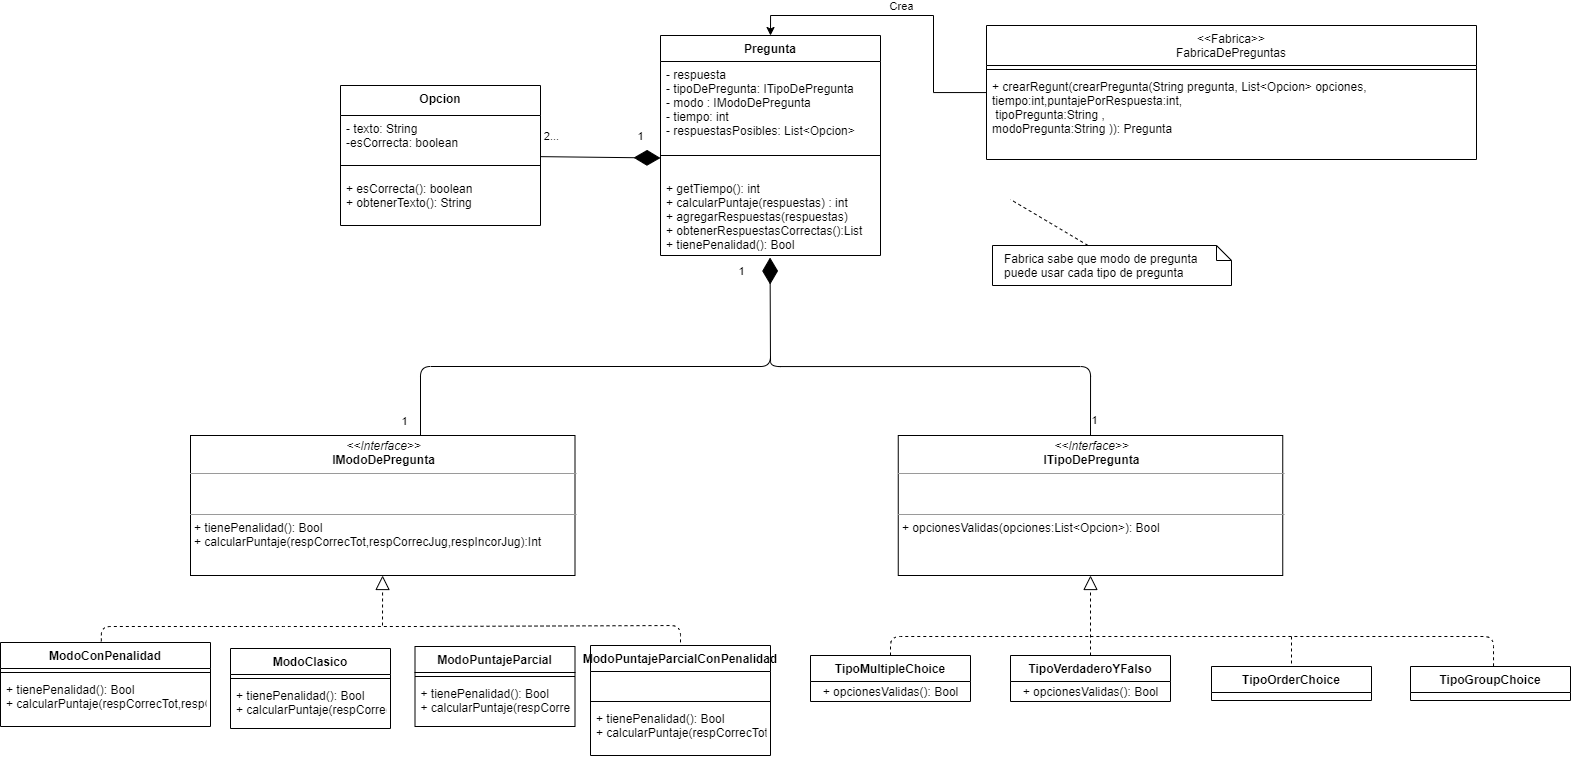 Crea
<<Fabrica>>
FabricaDePreguntas
+ crearRegunt(crearPregunta(String pregunta, List<Opcion> opciones,
tiempo:int,puntajePorRespuesta:int,
tipoPregunta:String ,
modoPregunta:String )): Pregunta
Pregunta
- respuesta
- tipoDePregunta: ITipoDePregunta
- modo : IModoDePregunta
- tiempo: int
- respuestasPosibles: List<Opcion>
+ getTiempo(): int
+ calcularPuntaje(respuestas) : int
+ agregarRespuestas(respuestas)
+ obtenerRespuestasCorrectas():List
+ tienePenalidad(): Bool
Opcion
- texto: String
-esCorrecta: boolean
+ esCorrecta(): boolean
+ obtenerTexto(): String
2...
1
Fabrica sabe que modo de pregunta
puede usar cada tipo de pregunta
1
1
1
<<Interface>>
IModoDePregunta
+ tienePenalidad(): Bool
+ calcularPuntaje(respCorrecTot,respCorrecJug,respIncorJug):Int
<<Interface>>
ITipoDePregunta
+ opcionesValidas(opciones:List<Opcion>): Bool
ModoConPenalidad
+ tienePenalidad(): Bool
+ calcularPuntaje(respCorrecTot,resp
ModoClasico
+ tienePenalidad(): Bool
+ calcularPuntaje(respCorre
ModoPuntajeParcial
+ tienePenalidad(): Bool
+ calcularPuntaje(respCorre
ModoPuntajeParcialConPenalidad
+ tienePenalidad(): Bool
+ calcularPuntaje(respCorrecTot
TipoMultipleChoice
+ opcionesValidas(): Bool
TipoVerdaderoYFalso
+ opcionesValidas(): Bool
TipoOrderChoice
TipoGroupChoice